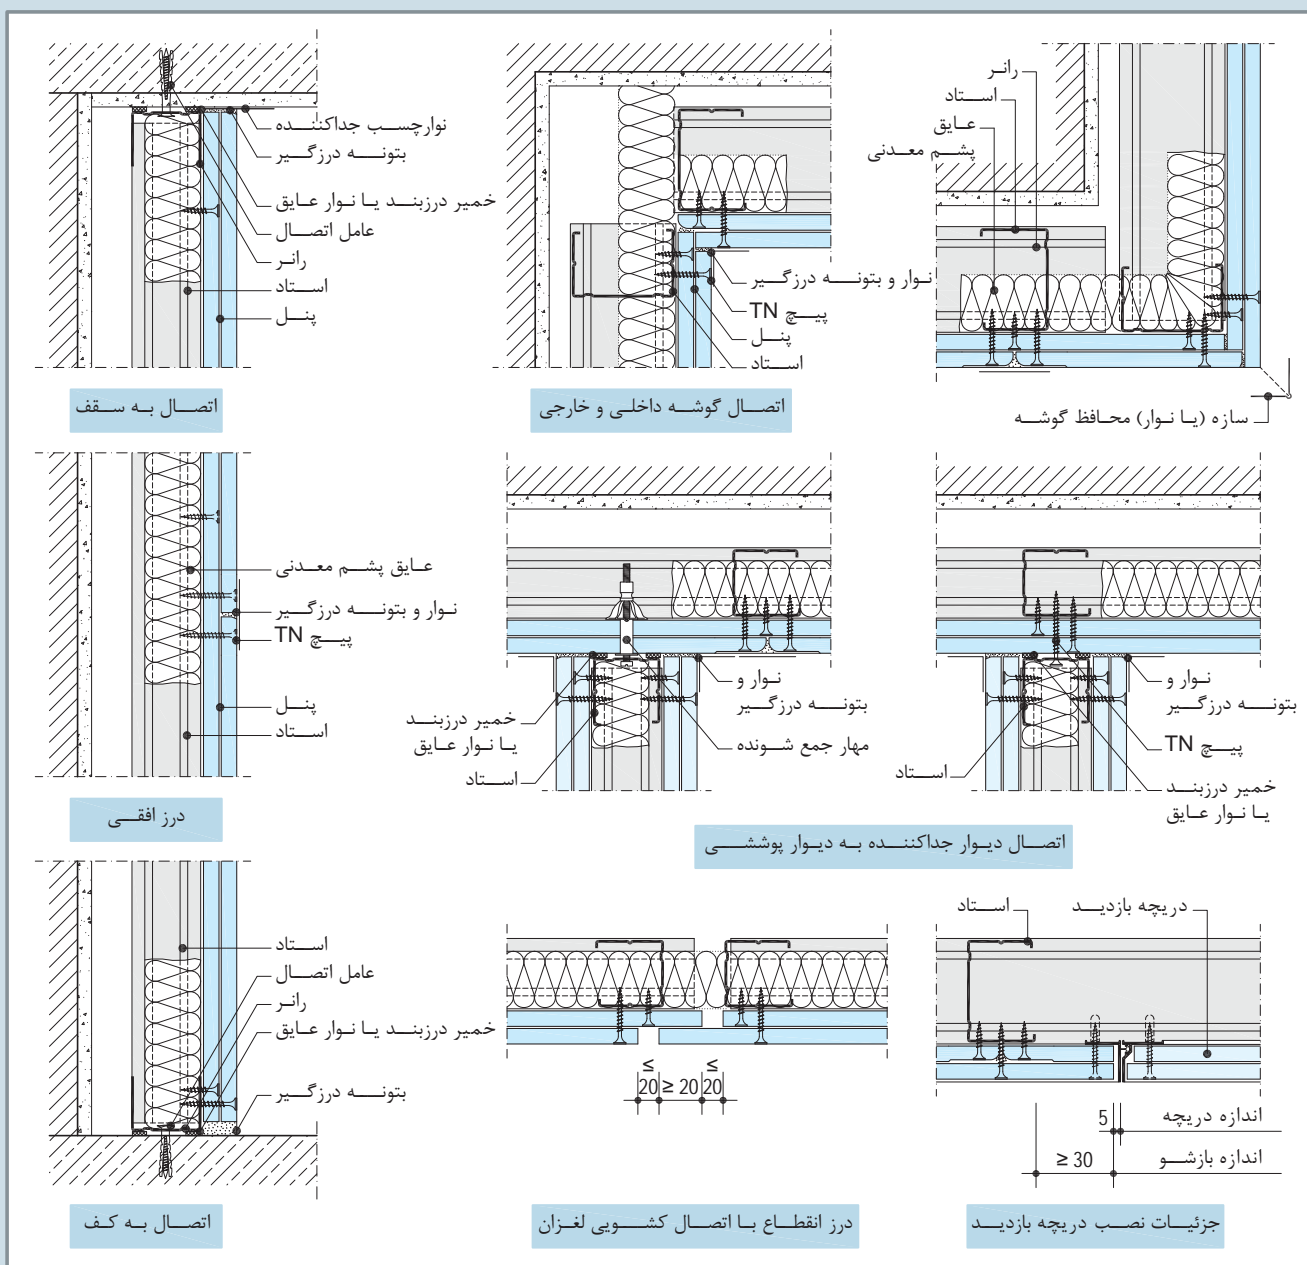 نوارچسب جداکننده
بتونه درزگیر
خمیر درزبند یا نوار عایق
عامل اتصال
رانر
استاد
پنل
اتصال به سقف
نوار و بتونه درزگیر
پیچ TN
پنل
استاد
اتصال گوشه داخلی و خارجی
رانر
استاد
عایق
پشم معدنی
سازه (یا نوار) محافظ گوشه
عایق پشم معدنی
نوار و بتونه درزگیر
پیچ TN
پنل
استاد
درز افقی
نوار و
بتونه درزگیر
مهار جمع شونده
خمیر درزبند
یا نوار عایق
استاد
نوار و
بتونه درزگیر
پیچ TN
خمیر درزبند
یا نوار عایق
استاد
اتصال دیوار جداکننده به دیوار پوششی
استاد
عامل اتصال
رانر
خمیر درزبند یا نوار عایق
بتونه درزگیر
اتصال به کف
≤
20
≥ 20
≤
20
درز انقطاع با اتصال کشویی لغزان
استاد
دریچه بازدید
5
اندازه دریچه
≥ 30
اندازه بازشو
جزئیات نصب دریچه بازدید